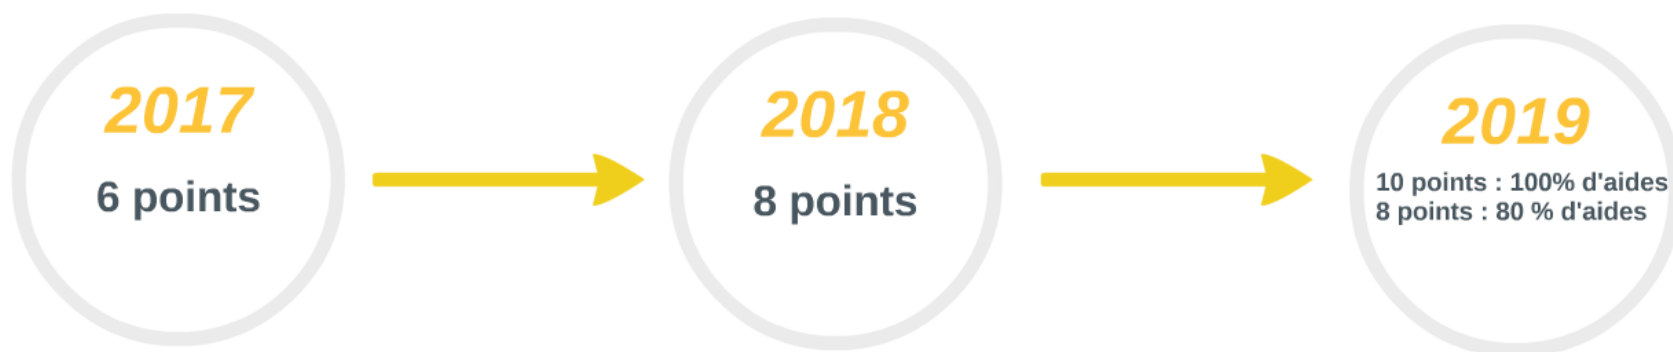 2017
6 points
2018
8 points
2019
10 points : 100% d'aides
8 points : 80 % d'aides